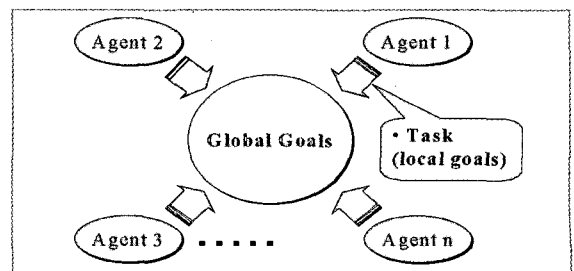 Agent 2
Agent 1
Global Goals
• Task
(local goals)
Agent 3
. . . . .
Agent n